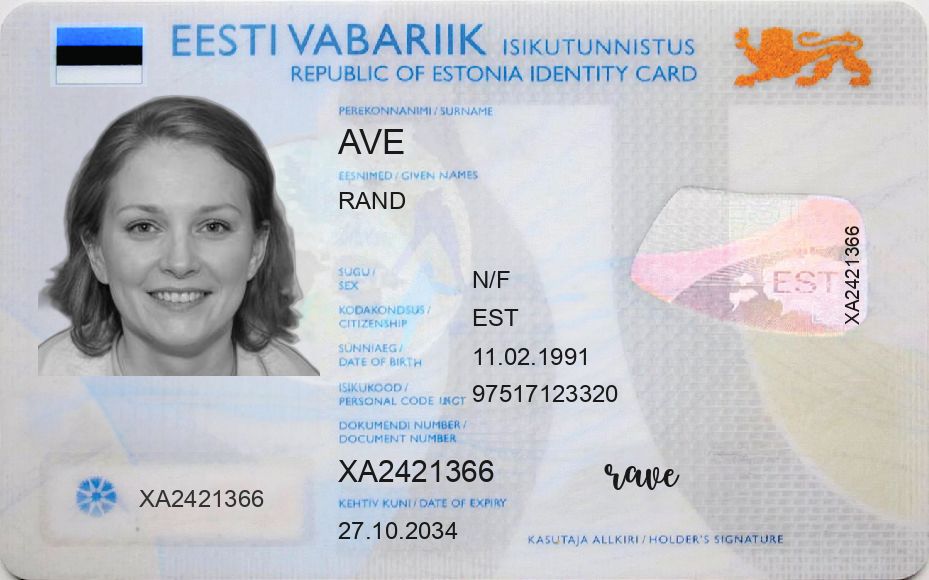 EESTI VABARIIK ISIKUTUNNISTUS
REPUBLIC OF ESTONIA IDENTITY CARD
PEREKONNANIMI / SURNAME
AVE
EESNIMED / GIVEN NAMES
RAND
SUGU /
SEX
N/F
KODAKONDSUS /
CITIZENSHIP
EST
SÜNNIAEG /
DATE OF BIRTH
11.02.1991
ISIKUKOOD /
PERSONAL CODE
97517123320
DOKUMENDI NUMBER /
DOCUMENT NUMBER
XA2421366
KEHTIV KUNI / DATE OF EXPIRY
27.10.2034
XA2421366
EST
XA2421366
rave
KASUTAJA ALLKIRI / HOLDER'S SIGNATURE